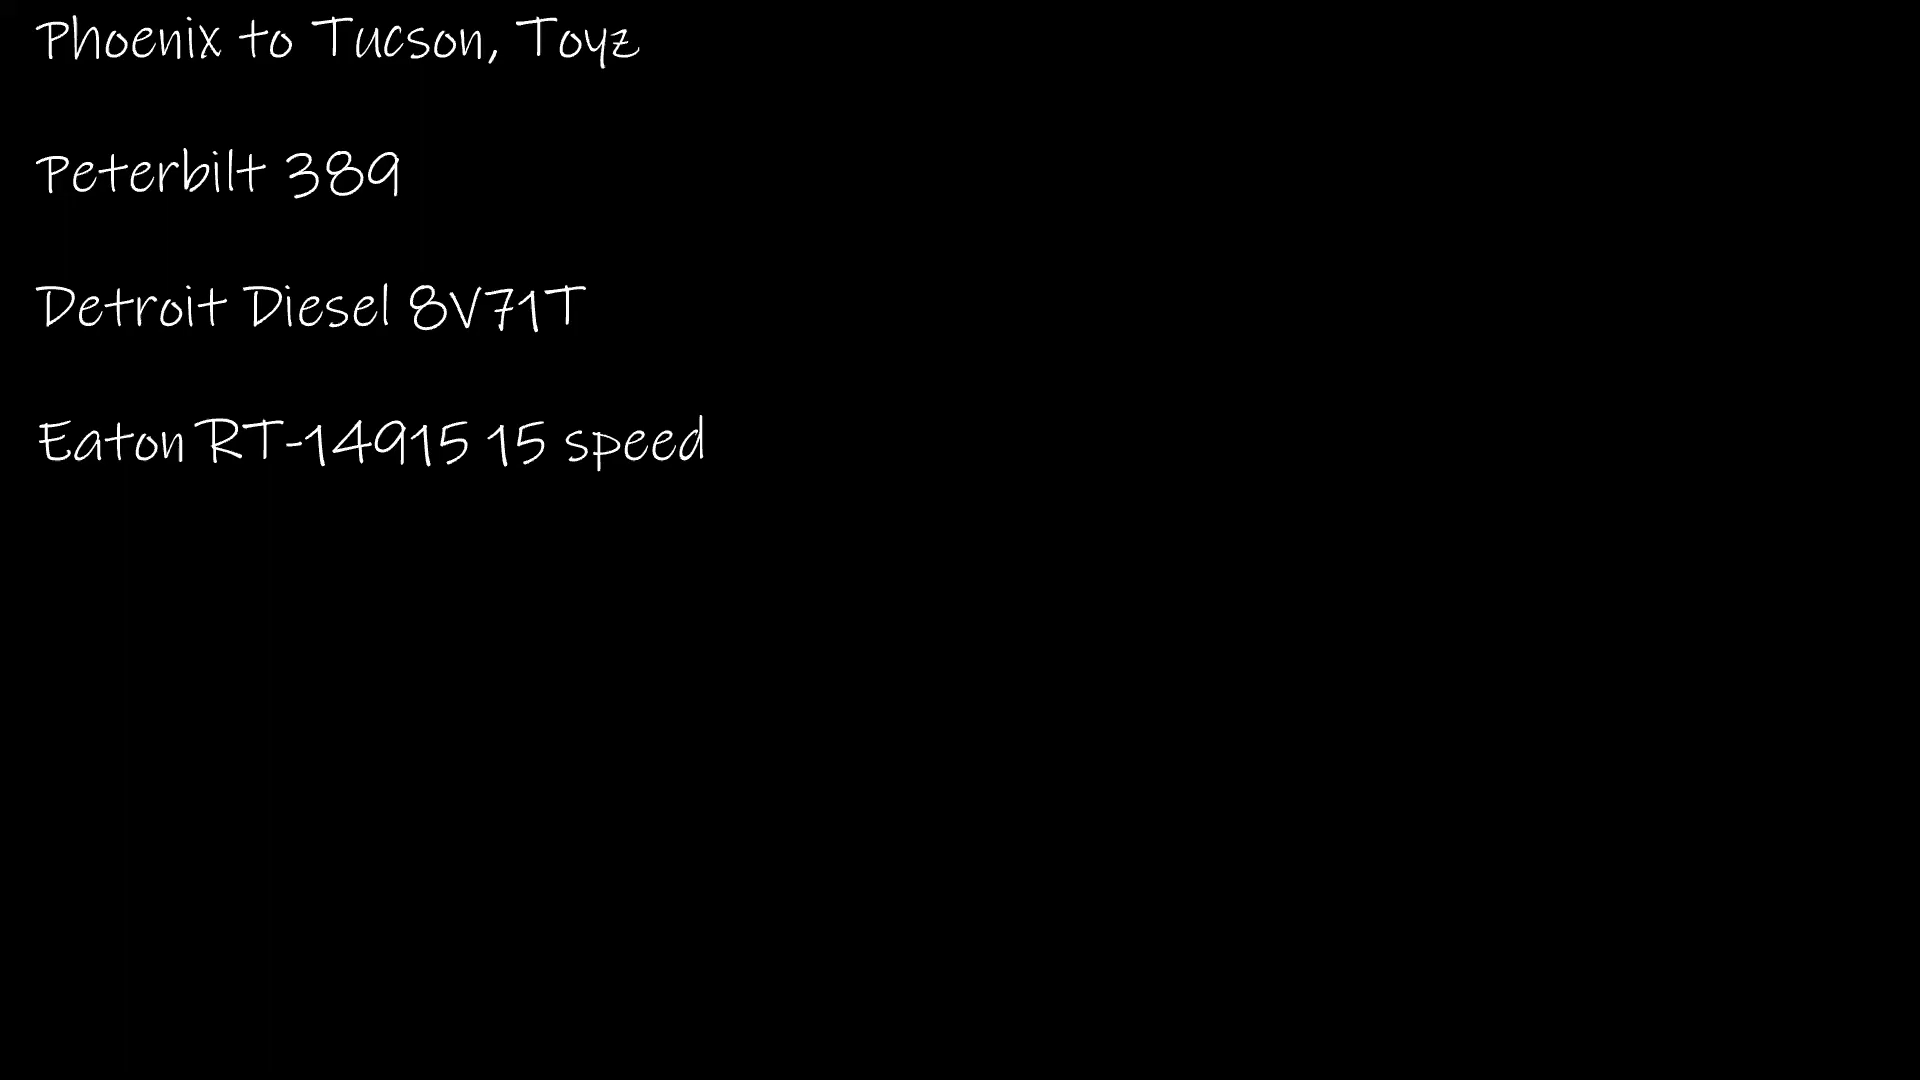 Phoenix to Tucson, Toyz
Peterbilt 389
Detroit Diesel 8V71T
Eaton RT-14915 15 speed